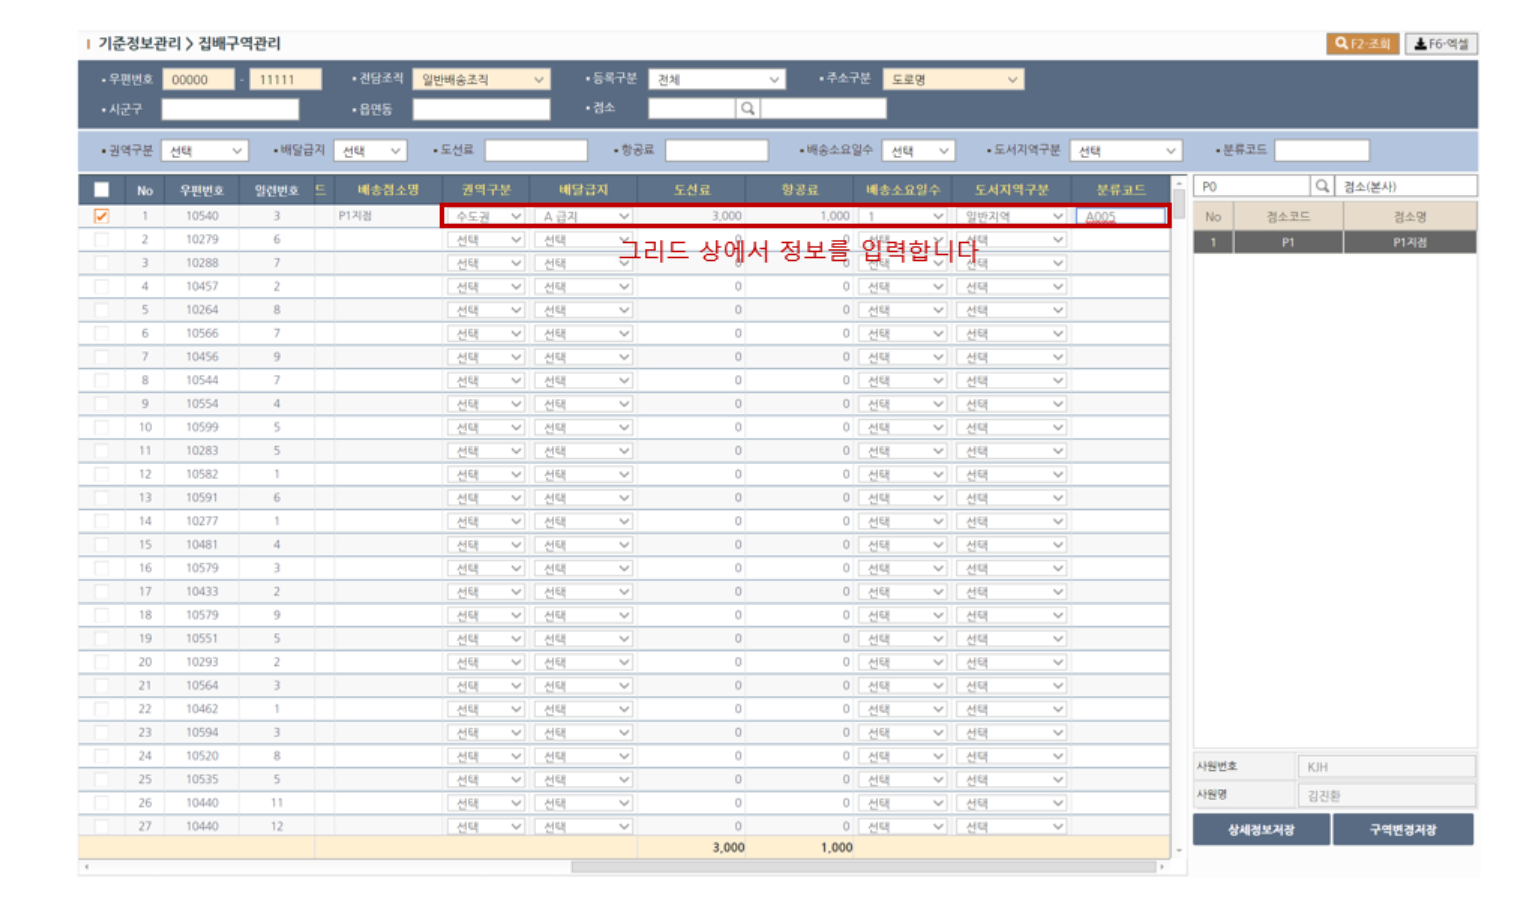 기준정보관리 > 집배구역관리 F2-조회 F6-엑셀
• 우편번호 00000 - 11111 • 전담조직 일반배송조직 • 등록구분 전체 • 주소구분 도로명
• 시군구 • 읍면동 • 점소
• 권역구분 선택 • 배달급지 선택 • 도선료 • 항공료 • 배송소요일수 선택 • 도서지역구분 선택 • 분류코드
No 우편번호 일련번호 드 배송점소명 권역구분 배달급지 도선료 항공료 배송소요일수 도서지역구분 분류코드
1 10540 3 P1지점 수도권 A 급지 3,000 1,000 1 일반지역 A005
그리드 상에서 정보를 입력합니다
2 10279 6 선택 선택 0 0 선택 선택
3 10288 7 선택 선택 0 0 선택 선택
4 10457 2 선택 선택 0 0 선택 선택
5 10264 8 선택 선택 0 0 선택 선택
6 10566 7 선택 선택 0 0 선택 선택
7 10456 9 선택 선택 0 0 선택 선택
8 10544 7 선택 선택 0 0 선택 선택
9 10554 4 선택 선택 0 0 선택 선택
10 10599 5 선택 선택 0 0 선택 선택
11 10283 5 선택 선택 0 0 선택 선택
12 10582 1 선택 선택 0 0 선택 선택
13 10591 6 선택 선택 0 0 선택 선택
14 10277 1 선택 선택 0 0 선택 선택
15 10481 4 선택 선택 0 0 선택 선택
16 10579 3 선택 선택 0 0 선택 선택
17 10433 2 선택 선택 0 0 선택 선택
18 10579 9 선택 선택 0 0 선택 선택
19 10551 5 선택 선택 0 0 선택 선택
20 10293 2 선택 선택 0 0 선택 선택
21 10564 3 선택 선택 0 0 선택 선택
22 10462 1 선택 선택 0 0 선택 선택
23 10594 3 선택 선택 0 0 선택 선택
24 10520 8 선택 선택 0 0 선택 선택
25 10535 5 선택 선택 0 0 선택 선택
26 10440 11 선택 선택 0 0 선택 선택
27 10440 12 선택 선택 0 0 선택 선택
3,000 1,000
P0 점소(본사)
No 점소코드 점소명
1 P1 P1지점
사원번호 KJH
사원명 김진환
상세정보저장 구역변경저장